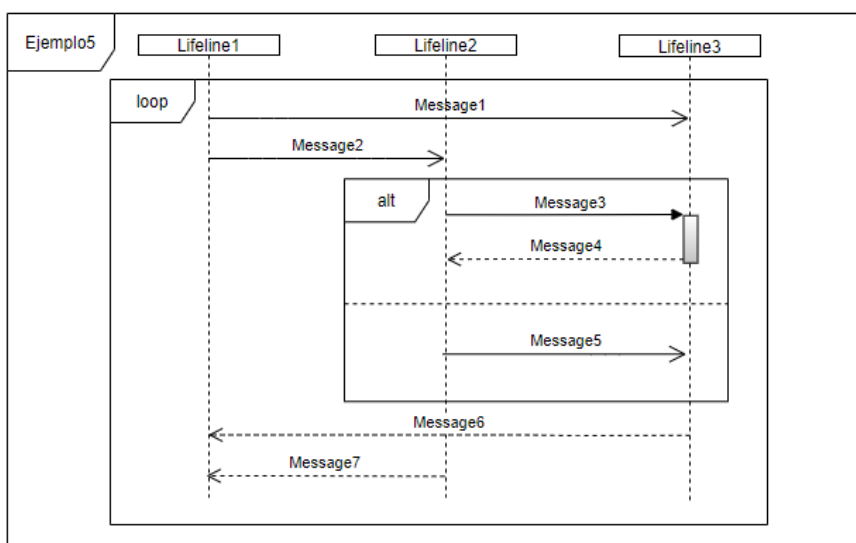 Ejemplo5
Lifeline1
Lifeline2
Lifeline3
loop
Message1
Message2
alt
Message3
Message4
Message5
Message6
Message7